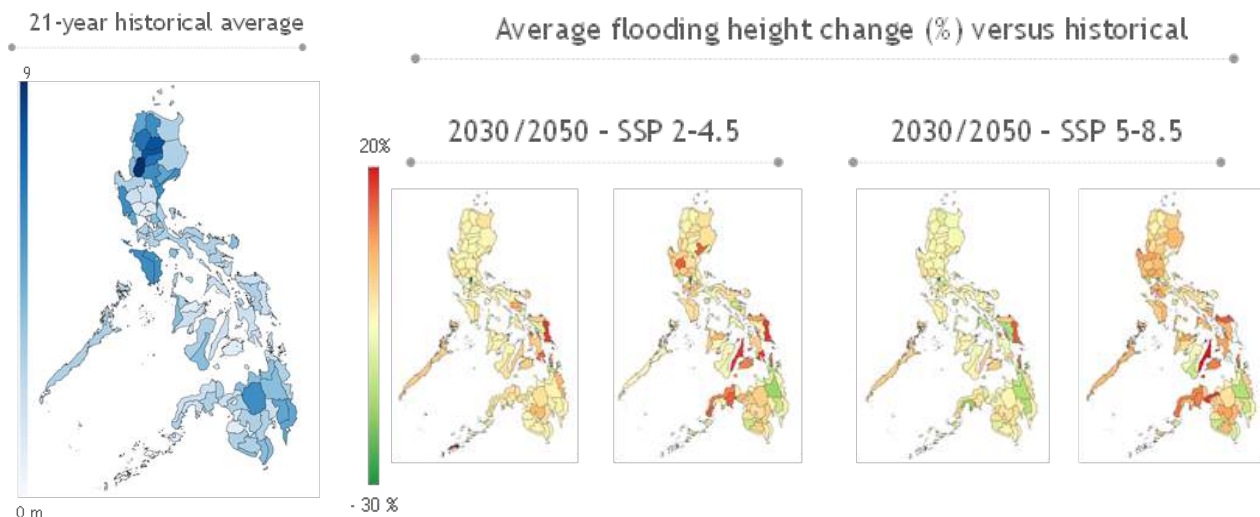 21-year historical average
Average flooding height change (%) versus historical
9
2030/2050 - SSP 2-4.5
2030/2050 - SSP 5-8.5
20%
- 30 %
0 m